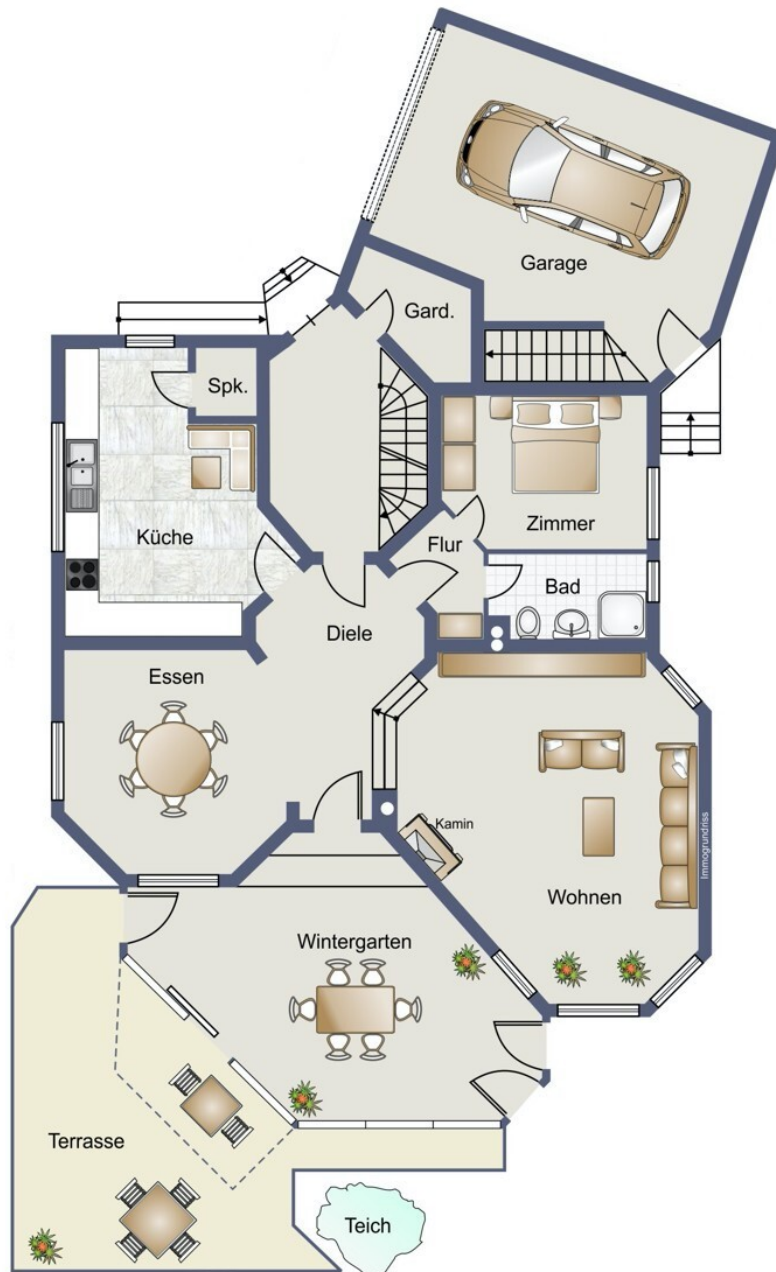 Garage
Gard.
Spk.
Küche
Zimmer
Flur
Bad
Diele
Essen
Kamin
Immogrundriss
Wohnen
Wintergarten
Terrasse
Teich